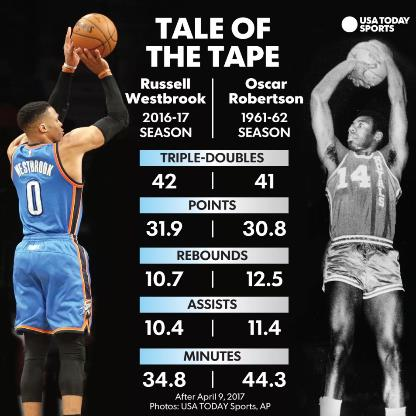 TALE OF
THE TAPE
USA TODAY
SPORTS
Russell
Westbrook
2016-17
SEASON
Oscar
Robertson
1961-62
SEASON
TRIPLE-DOUBLES
42 | 41
POINTS
31.9 | 30.8
REBOUNDS
10.7 | 12.5
ASSISTS
10.4 | 11.4
MINUTES
34.8 | 44.3
After April 9, 2017
Photos: USA TODAY Sports, AP
WESTBROOK
0
14